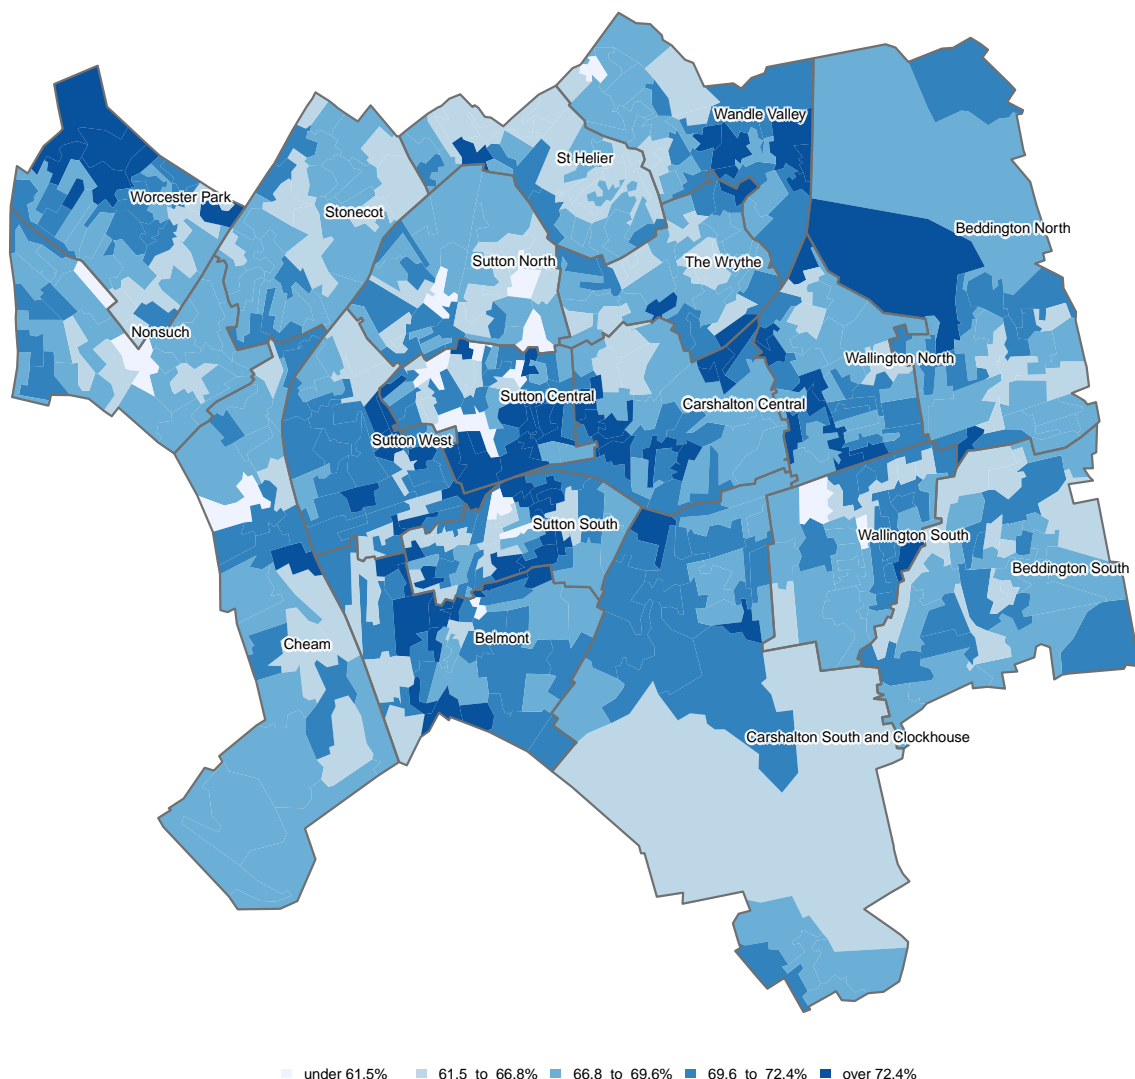 Wandle Valley
St Helier
Worcester Park
Stonecot
Beddington North
Sutton North
The Wrythe
Nonsuch
Wallington North
Sutton Central
Carshalton Central
Sutton West
Sutton South
Wallington South
Beddington South
Belmont
Cheam
Carshalton South and Clockhouse
under 61.5% 61.5 to 66.8% 66.8 to 69.6% 69.6 to 72.4% over 72.4%